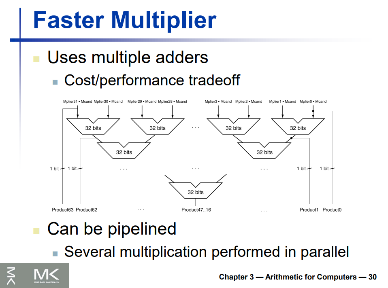 Faster Multiplier
Uses multiple adders
Cost/performance tradeoff
Mplier31 • Mcand Mplier30 • Mcand Mplier29 • Mcand Mplier28 • Mcand Mplier3 • Mcand Mplier2 • Mcand Mplier1 • Mcand Mplier0 • Mcand
32 bits 32 bits . . . 32 bits 32 bits
32 bits 32 bits
1 bit 1 bit . . . . . . 1 bit 1 bit
32 bits
Product63 Product62 . . . Product47..16 . . . Product1 Product0
Can be pipelined
Several multiplication performed in parallel
MK
MK
Chapter 3 — Arithmetic for Computers — 30